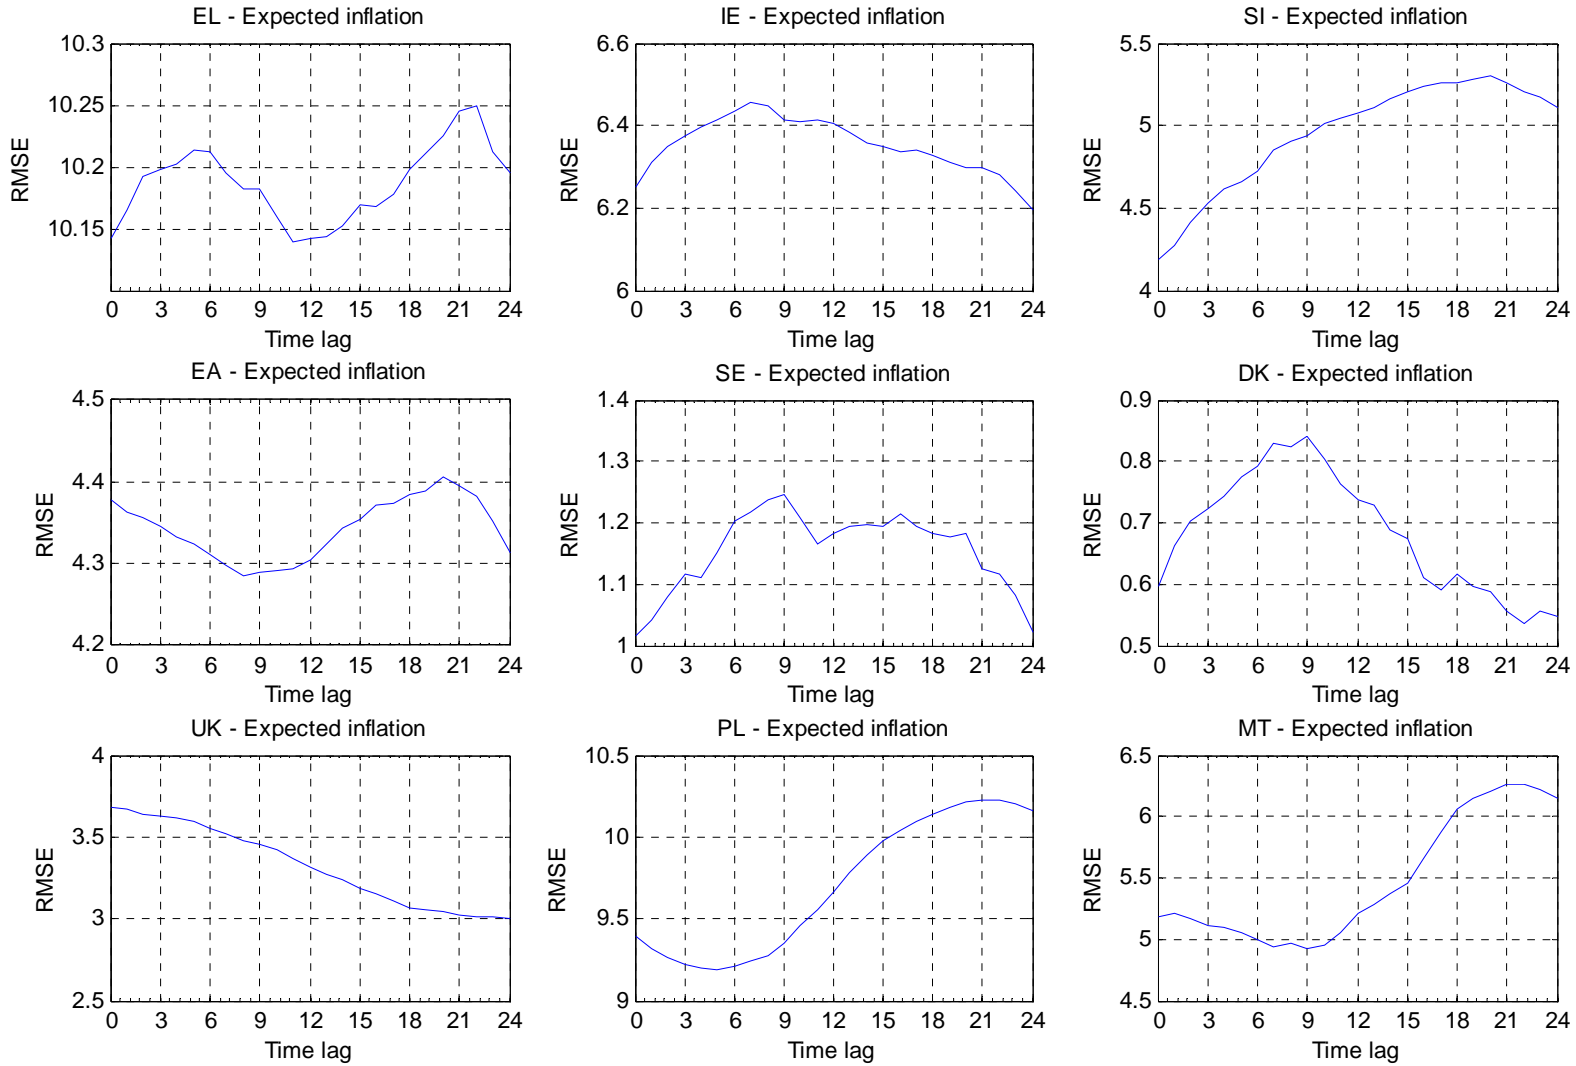 EL - Expected inflation
10.3
10.25
10.2
10.15
RMSE
0 3 6 9 12 15 18 21 24
Time lag
IE - Expected inflation
6.6
6.4
6.2
6
RMSE
0 3 6 9 12 15 18 21 24
Time lag
SI - Expected inflation
5.5
5
4.5
4
RMSE
0 3 6 9 12 15 18 21 24
Time lag
EA - Expected inflation
4.5
4.4
4.3
4.2
RMSE
0 3 6 9 12 15 18 21 24
Time lag
SE - Expected inflation
1.4
1.3
1.2
1.1
1
RMSE
0 3 6 9 12 15 18 21 24
Time lag
DK - Expected inflation
0.9
0.8
0.7
0.6
0.5
RMSE
0 3 6 9 12 15 18 21 24
Time lag
UK - Expected inflation
4
3.5
3
2.5
RMSE
0 3 6 9 12 15 18 21 24
Time lag
PL - Expected inflation
10.5
10
9.5
9
RMSE
0 3 6 9 12 15 18 21 24
Time lag
MT - Expected inflation
6.5
6
5.5
5
4.5
RMSE
0 3 6 9 12 15 18 21 24
Time lag